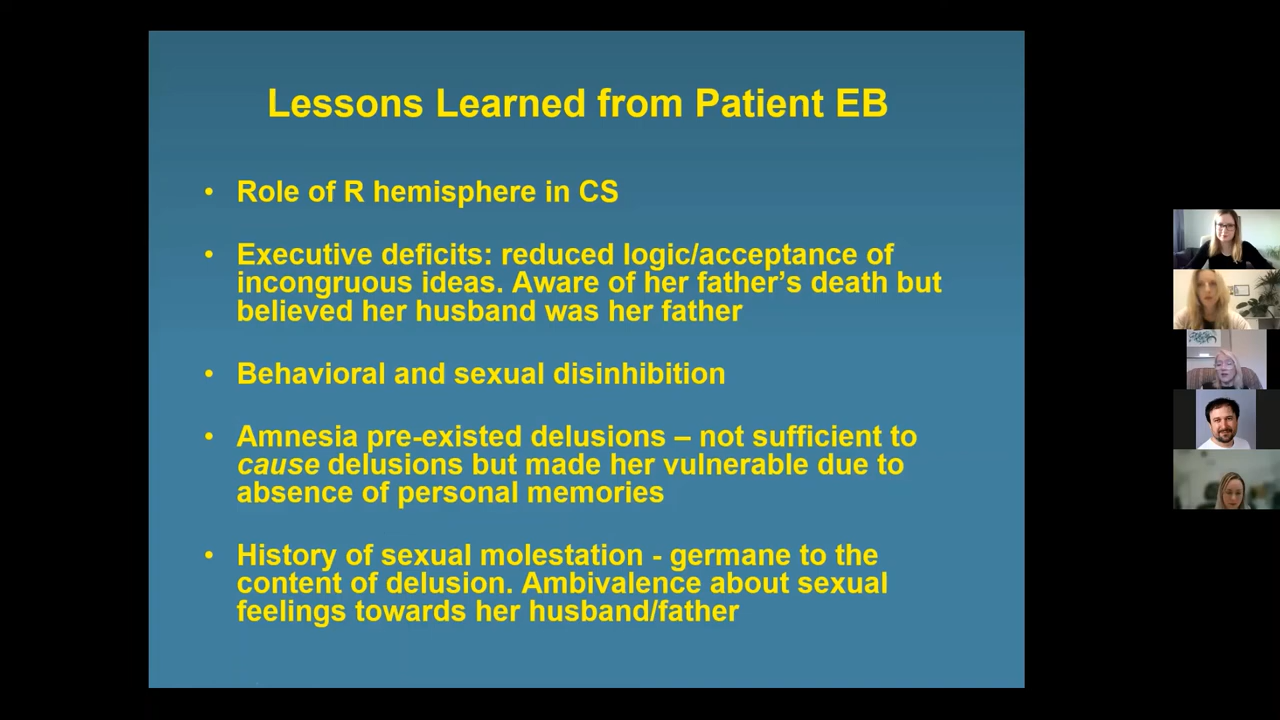 Lessons Learned from Patient EB
• Role of R hemisphere in CS
• Executive deficits: reduced logic/acceptance of
incongruous ideas. Aware of her father's death but
believed her husband was her father
• Behavioral and sexual disinhibition
• Amnesia pre-existed delusions – not sufficient to
cause delusions but made her vulnerable due to
absence of personal memories
• History of sexual molestation - germane to the
content of delusion. Ambivalence about sexual
feelings towards her husband/father